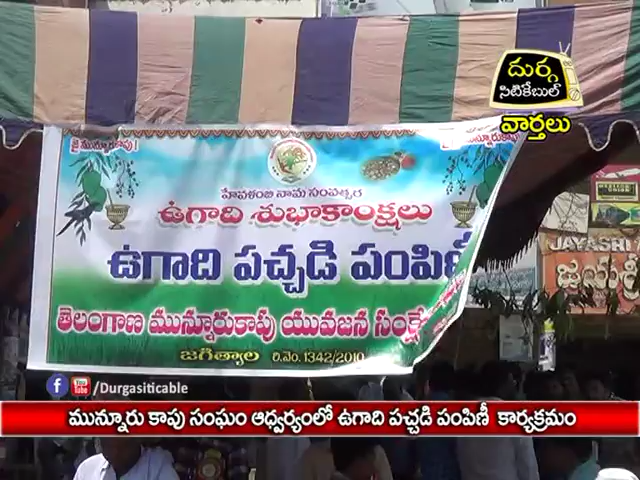 దుర్గ
సిటికేబుల్
వార్తలు
జై మున్నూరుకాపు!
జై మున్నూరుకాపు!
హేవళంబి నామ సంవత్సర
ఉగాది శుభాకాంక్షలు
ఉగాది పచ్చడి పంపిణీ
తెలంగాణ మున్నూరుకాపు యువజన సంక్షే
జగిత్యాల రి.నెం. 1342/2010
JAYASHR
/Durgasiticable
మున్నూరు కాపు సంఘం ఆధ్వర్యంలో ఉగాది పచ్చడి పంపిణీ కార్యక్రమం